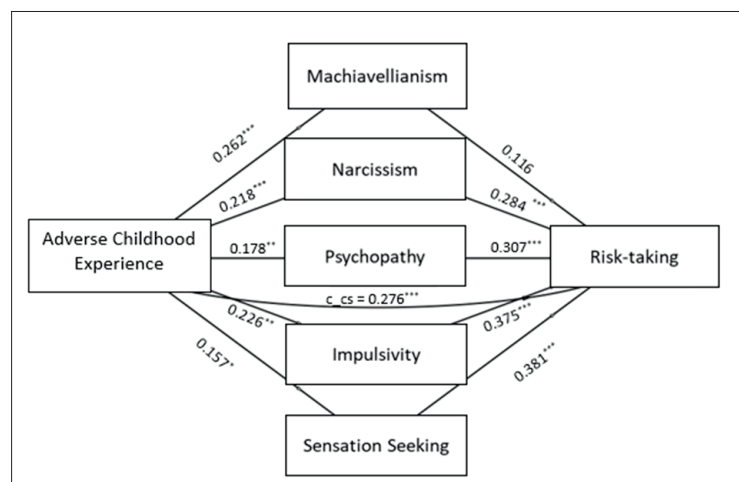 Machiavellianism
0.262***
0.116
Narcissism
0.218***
0.284 ***
Adverse Childhood
Experience
0.178**
Psychopathy
0.307***
Risk-taking
c_cs = 0.276***
0.226**
0.375***
Impulsivity
0.157*
0.381***
Sensation Seeking